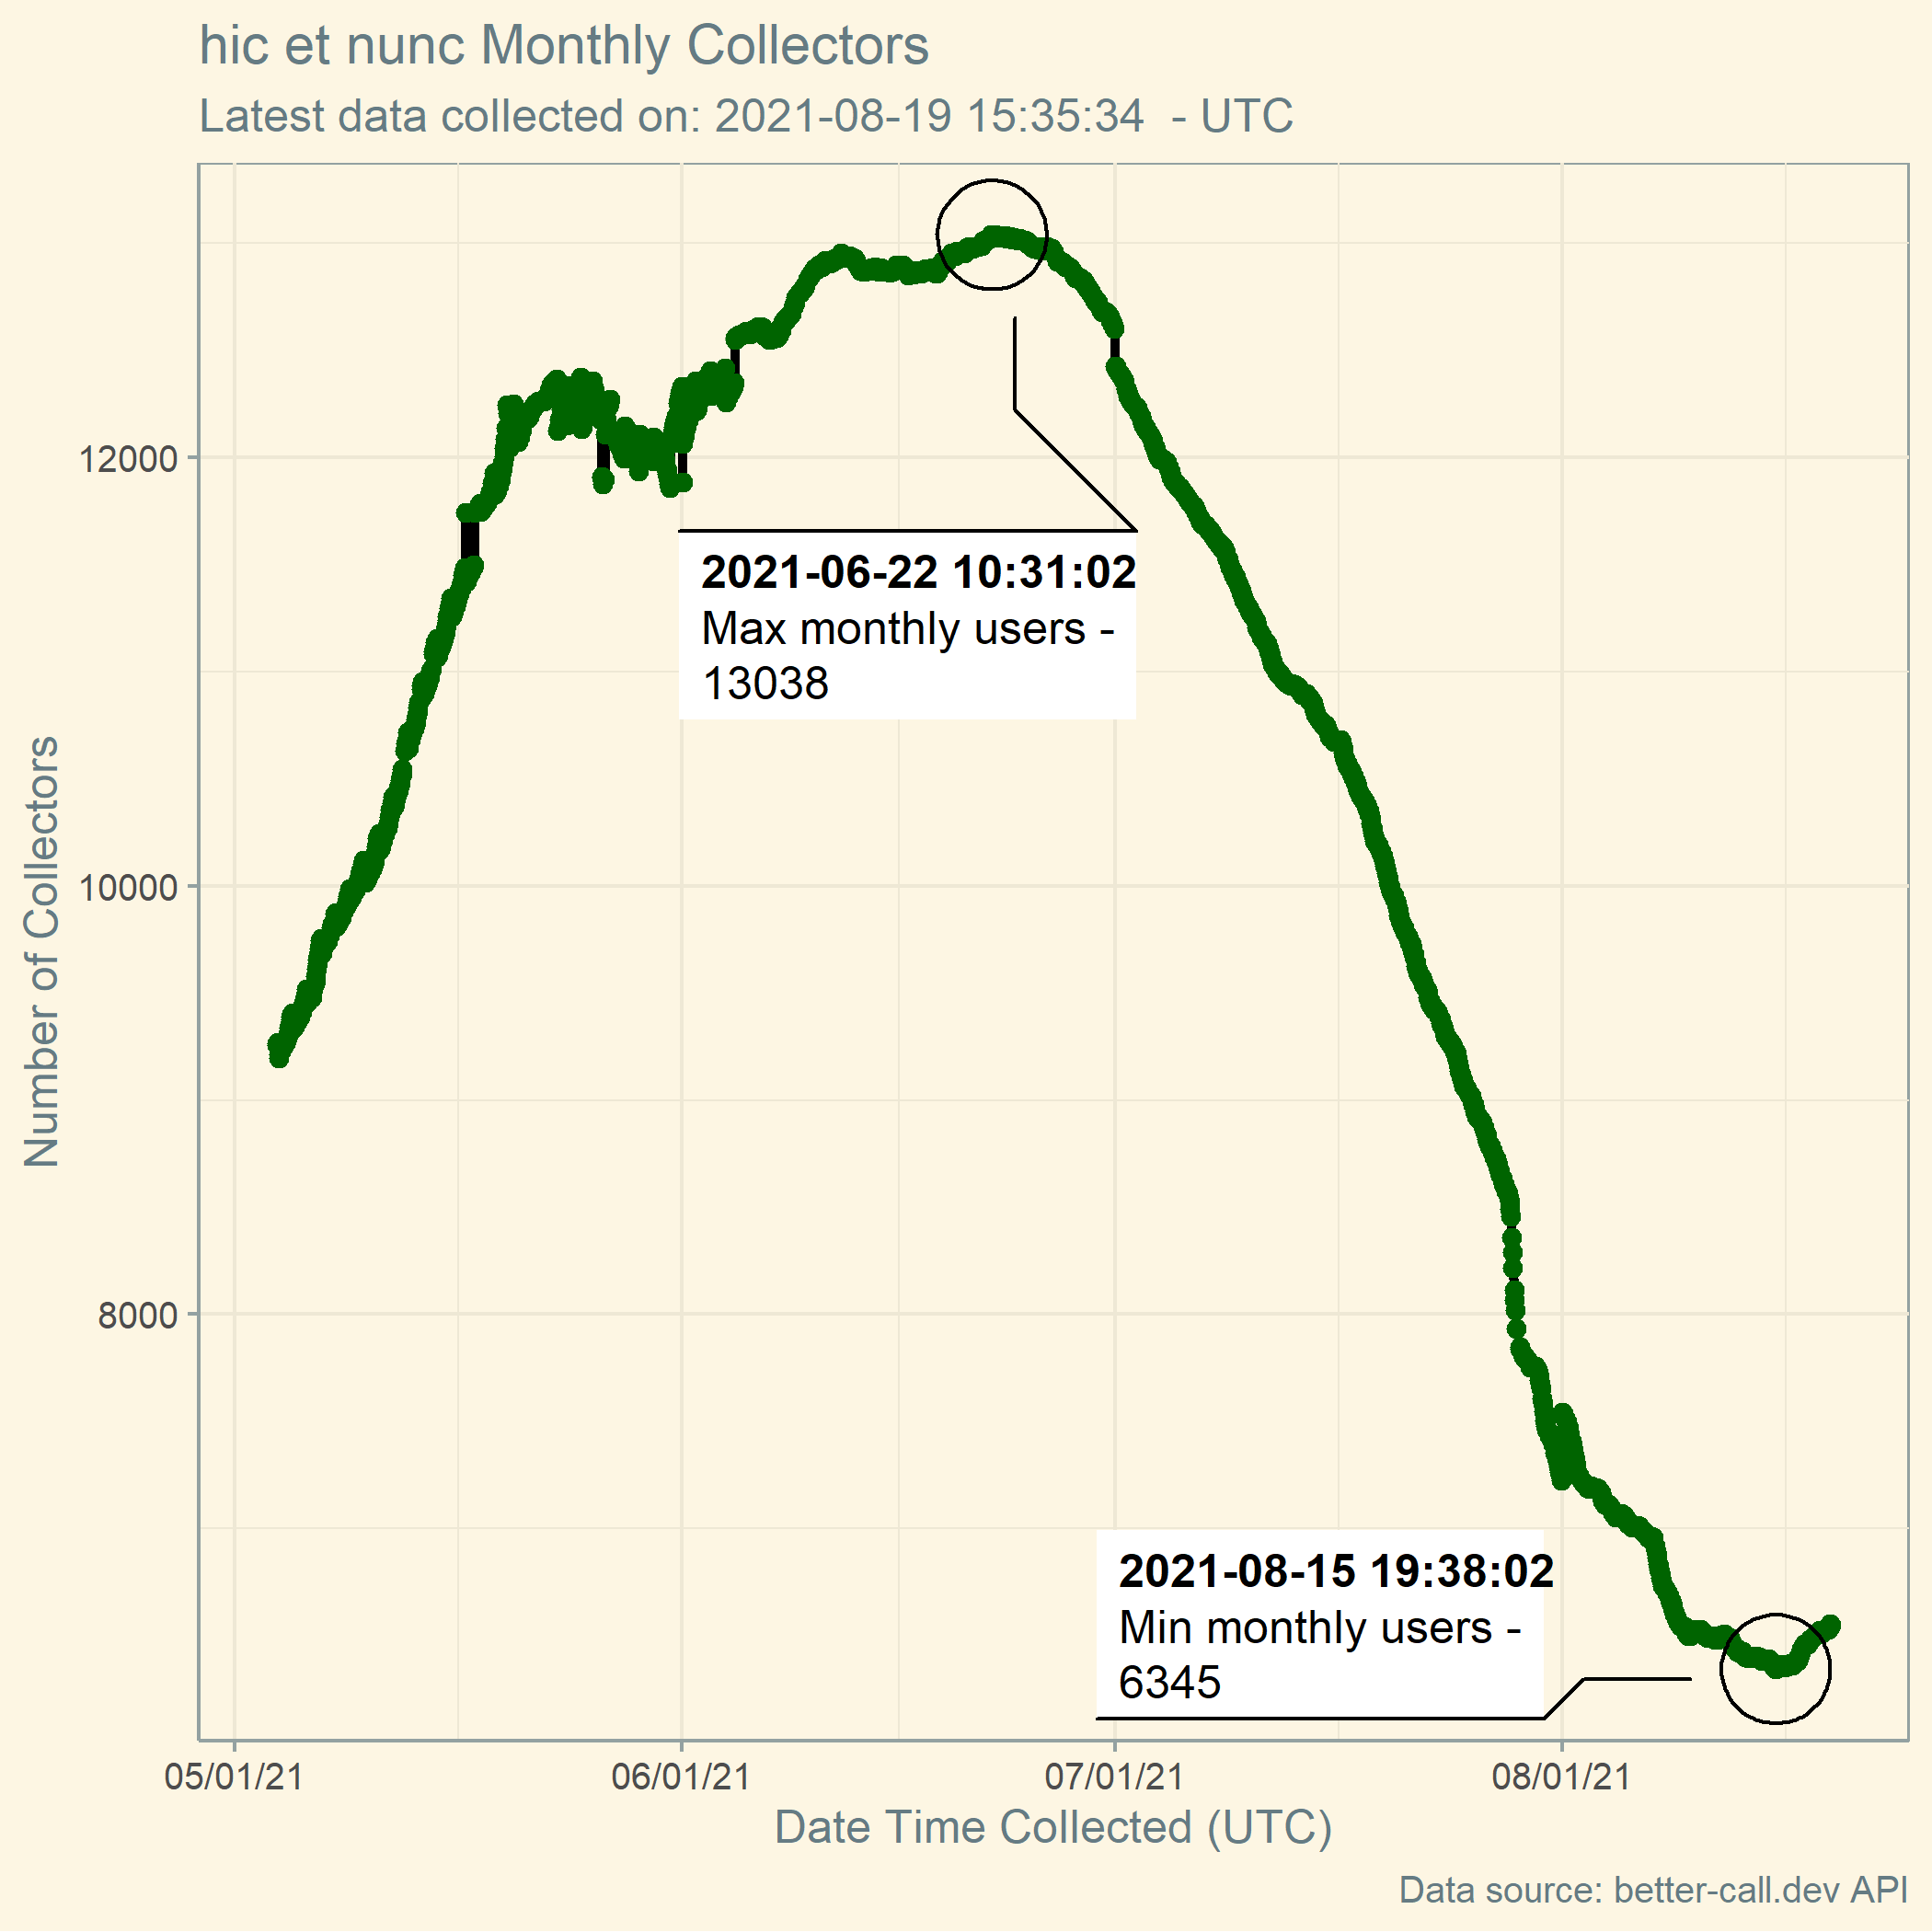 hic et nunc Monthly Collectors
Latest data collected on: 2021-08-19 15:35:34  - UTC
Number of Collectors
12000
10000
8000
2021-06-22 10:31:02
Max monthly users -
13038
2021-08-15 19:38:02
Min monthly users -
6345
05/01/21
06/01/21
07/01/21
08/01/21
Date Time Collected (UTC)
Data source: better-call.dev API